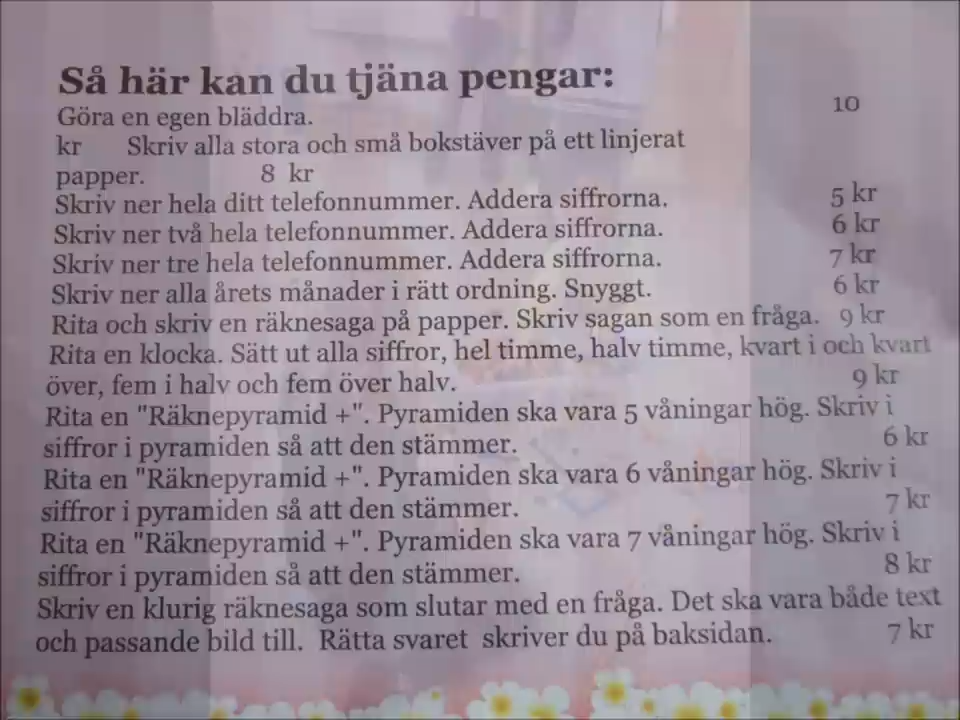 Så här kan du tjäna pengar:
Göra en egen bläddra. 10
kr Skriv alla stora och små bokstäver på ett linjerat
papper. 8 kr
Skriv ner hela ditt telefonnummer. Addera siffrorna. 5 kr
Skriv ner två hela telefonnummer. Addera siffrorna. 6 kr
Skriv ner tre hela telefonnummer. Addera siffrorna. 7 kr
Skriv ner alla årets månader i rätt ordning. Snyggt. 6 kr
Rita och skriv en räknesaga på papper. Skriv sagan som en fråga. 9 kr
Rita en klocka. Sätt ut alla siffror, hel timme, halv timme, kvart i och kvart
över, fem i halv och fem över halv. 9 kr
Rita en "Räknepyramid +". Pyramiden ska vara 5 våningar hög. Skriv i
siffror i pyramiden så att den stämmer. 6 kr
Rita en "Räknepyramid +". Pyramiden ska vara 6 våningar hög. Skriv i
siffror i pyramiden så att den stämmer. 7 kr
Rita en "Räknepyramid +". Pyramiden ska vara 7 våningar hög. Skriv i
siffror i pyramiden så att den stämmer. 8 kr
Skriv en klurig räknesaga som slutar med en fråga. Det ska vara både text
och passande bild till. Rätta svaret skriver du på baksidan. 7 kr